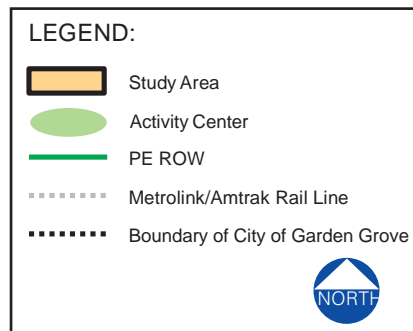 LEGEND:
Study Area
Activity Center
PE ROW
Metrolink/Amtrak Rail Line
Boundary of City of Garden Grove
NORTH